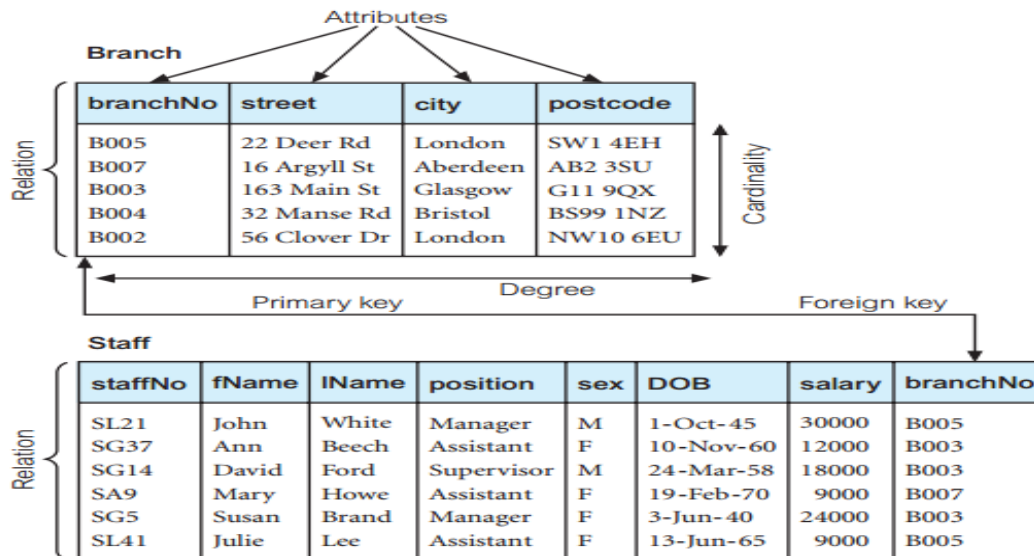 Attributes
Branch
branchNo street city postcode
B005 22 Deer Rd London SW1 4EH
B007 16 Argyll St Aberdeen AB2 3SU
B003 163 Main St Glasgow G11 9QX
B004 32 Manse Rd Bristol BS99 1NZ
B002 56 Clover Dr London NW10 6EU
Relation
Cardinality
Degree
Primary key Foreign key
Staff
staffNo fName lName position sex DOB salary branchNo
SL21 John White Manager M 1-Oct-45 30000 B005
SG37 Ann Beech Assistant F 10-Nov-60 12000 B003
SG14 David Ford Supervisor M 24-Mar-58 18000 B003
SA9 Mary Howe Assistant F 19-Feb-70 9000 B007
SG5 Susan Brand Manager F 3-Jun-40 24000 B003
SL41 Julie Lee Assistant F 13-Jun-65 9000 B005
Relation